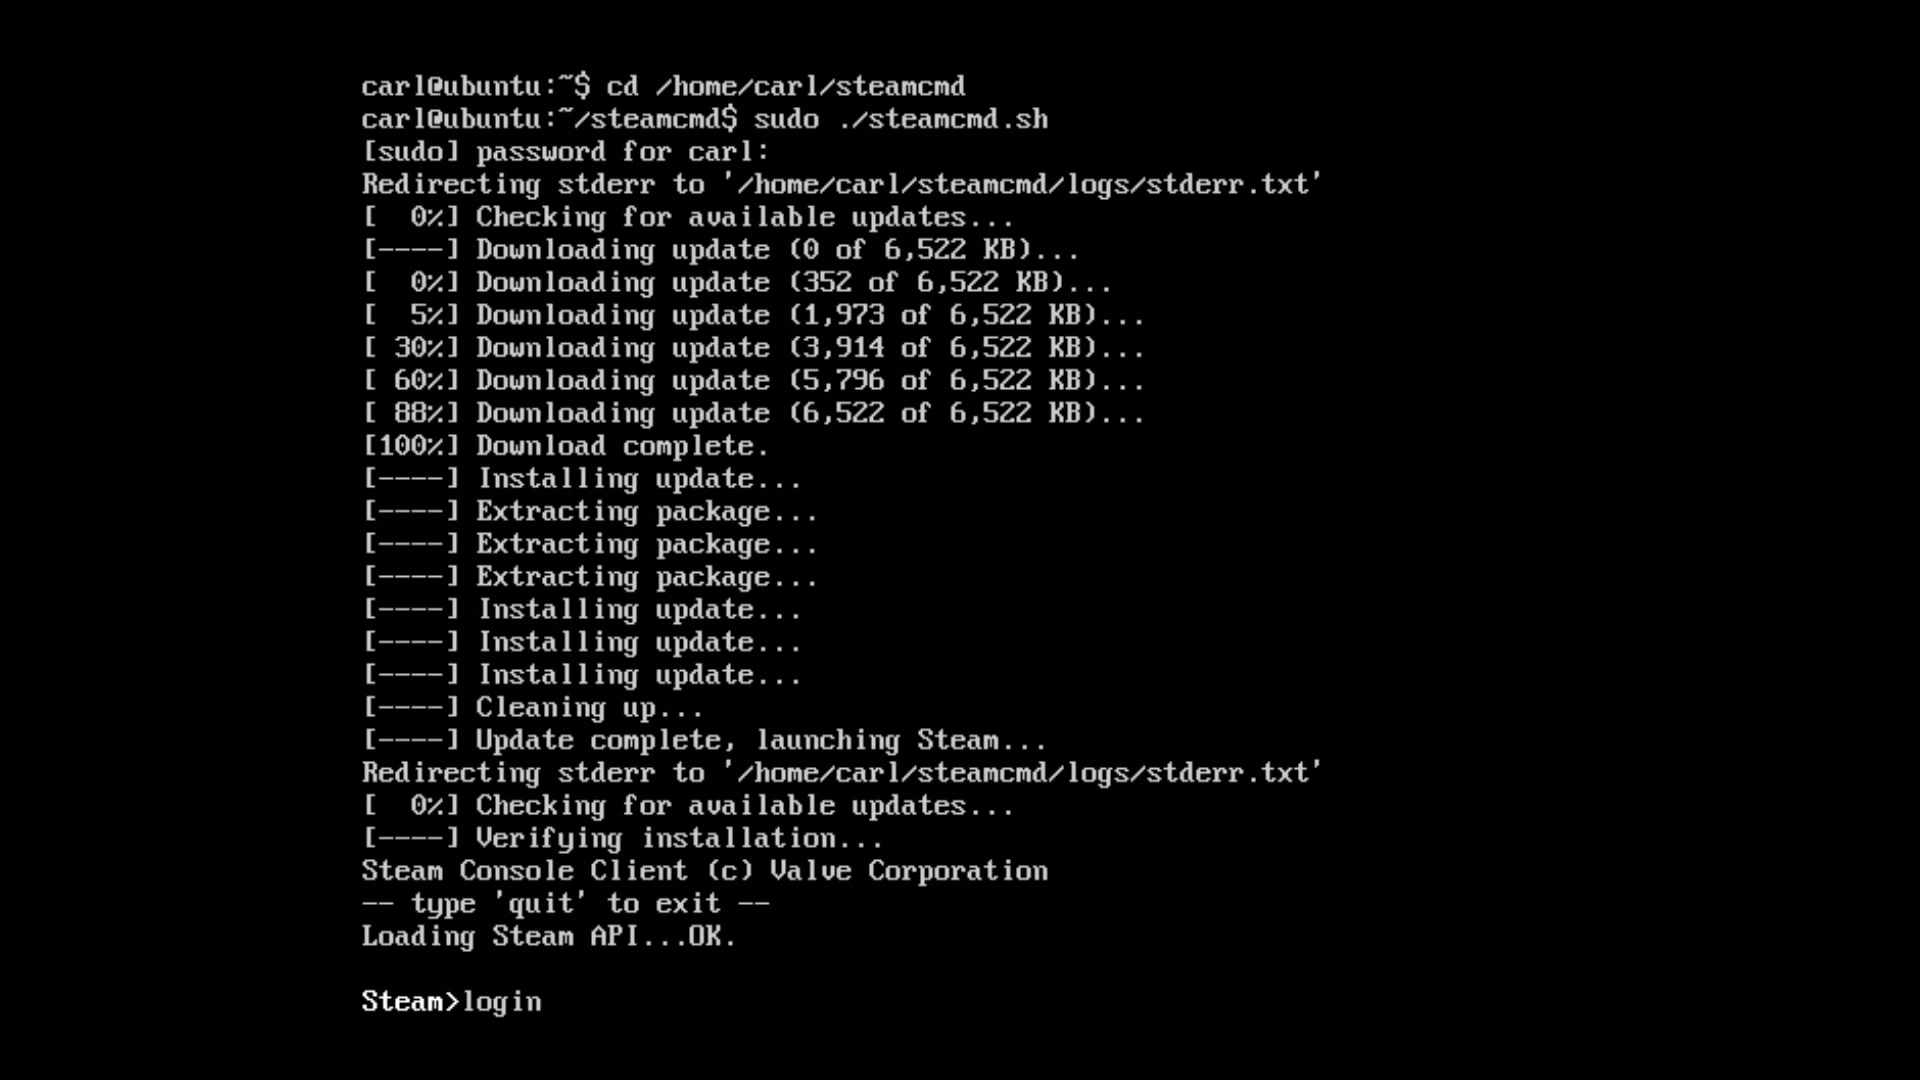 carl@ubuntu:~$ cd /home/carl/steamcmd
carl@ubuntu:~/steamcmd$ sudo ./steamcmd.sh
[sudo] password for carl:
Redirecting stderr to '/home/carl/steamcmd/logs/stderr.txt'
[  0%] Checking for available updates...
[----] Downloading update (0 of 6,522 KB)...
[  0%] Downloading update (352 of 6,522 KB)...
[  5%] Downloading update (1,973 of 6,522 KB)...
[ 30%] Downloading update (3,914 of 6,522 KB)...
[ 60%] Downloading update (5,796 of 6,522 KB)...
[ 88%] Downloading update (6,522 of 6,522 KB)...
[100%] Download complete.
[----] Installing update...
[----] Extracting package...
[----] Extracting package...
[----] Extracting package...
[----] Installing update...
[----] Installing update...
[----] Installing update...
[----] Cleaning up...
[----] Update complete, launching Steam...
Redirecting stderr to '/home/carl/steamcmd/logs/stderr.txt'
[  0%] Checking for available updates...
[----] Verifying installation...
Steam Console Client (c) Valve Corporation
-- type 'quit' to exit --
Loading Steam API...OK.
Steam>login